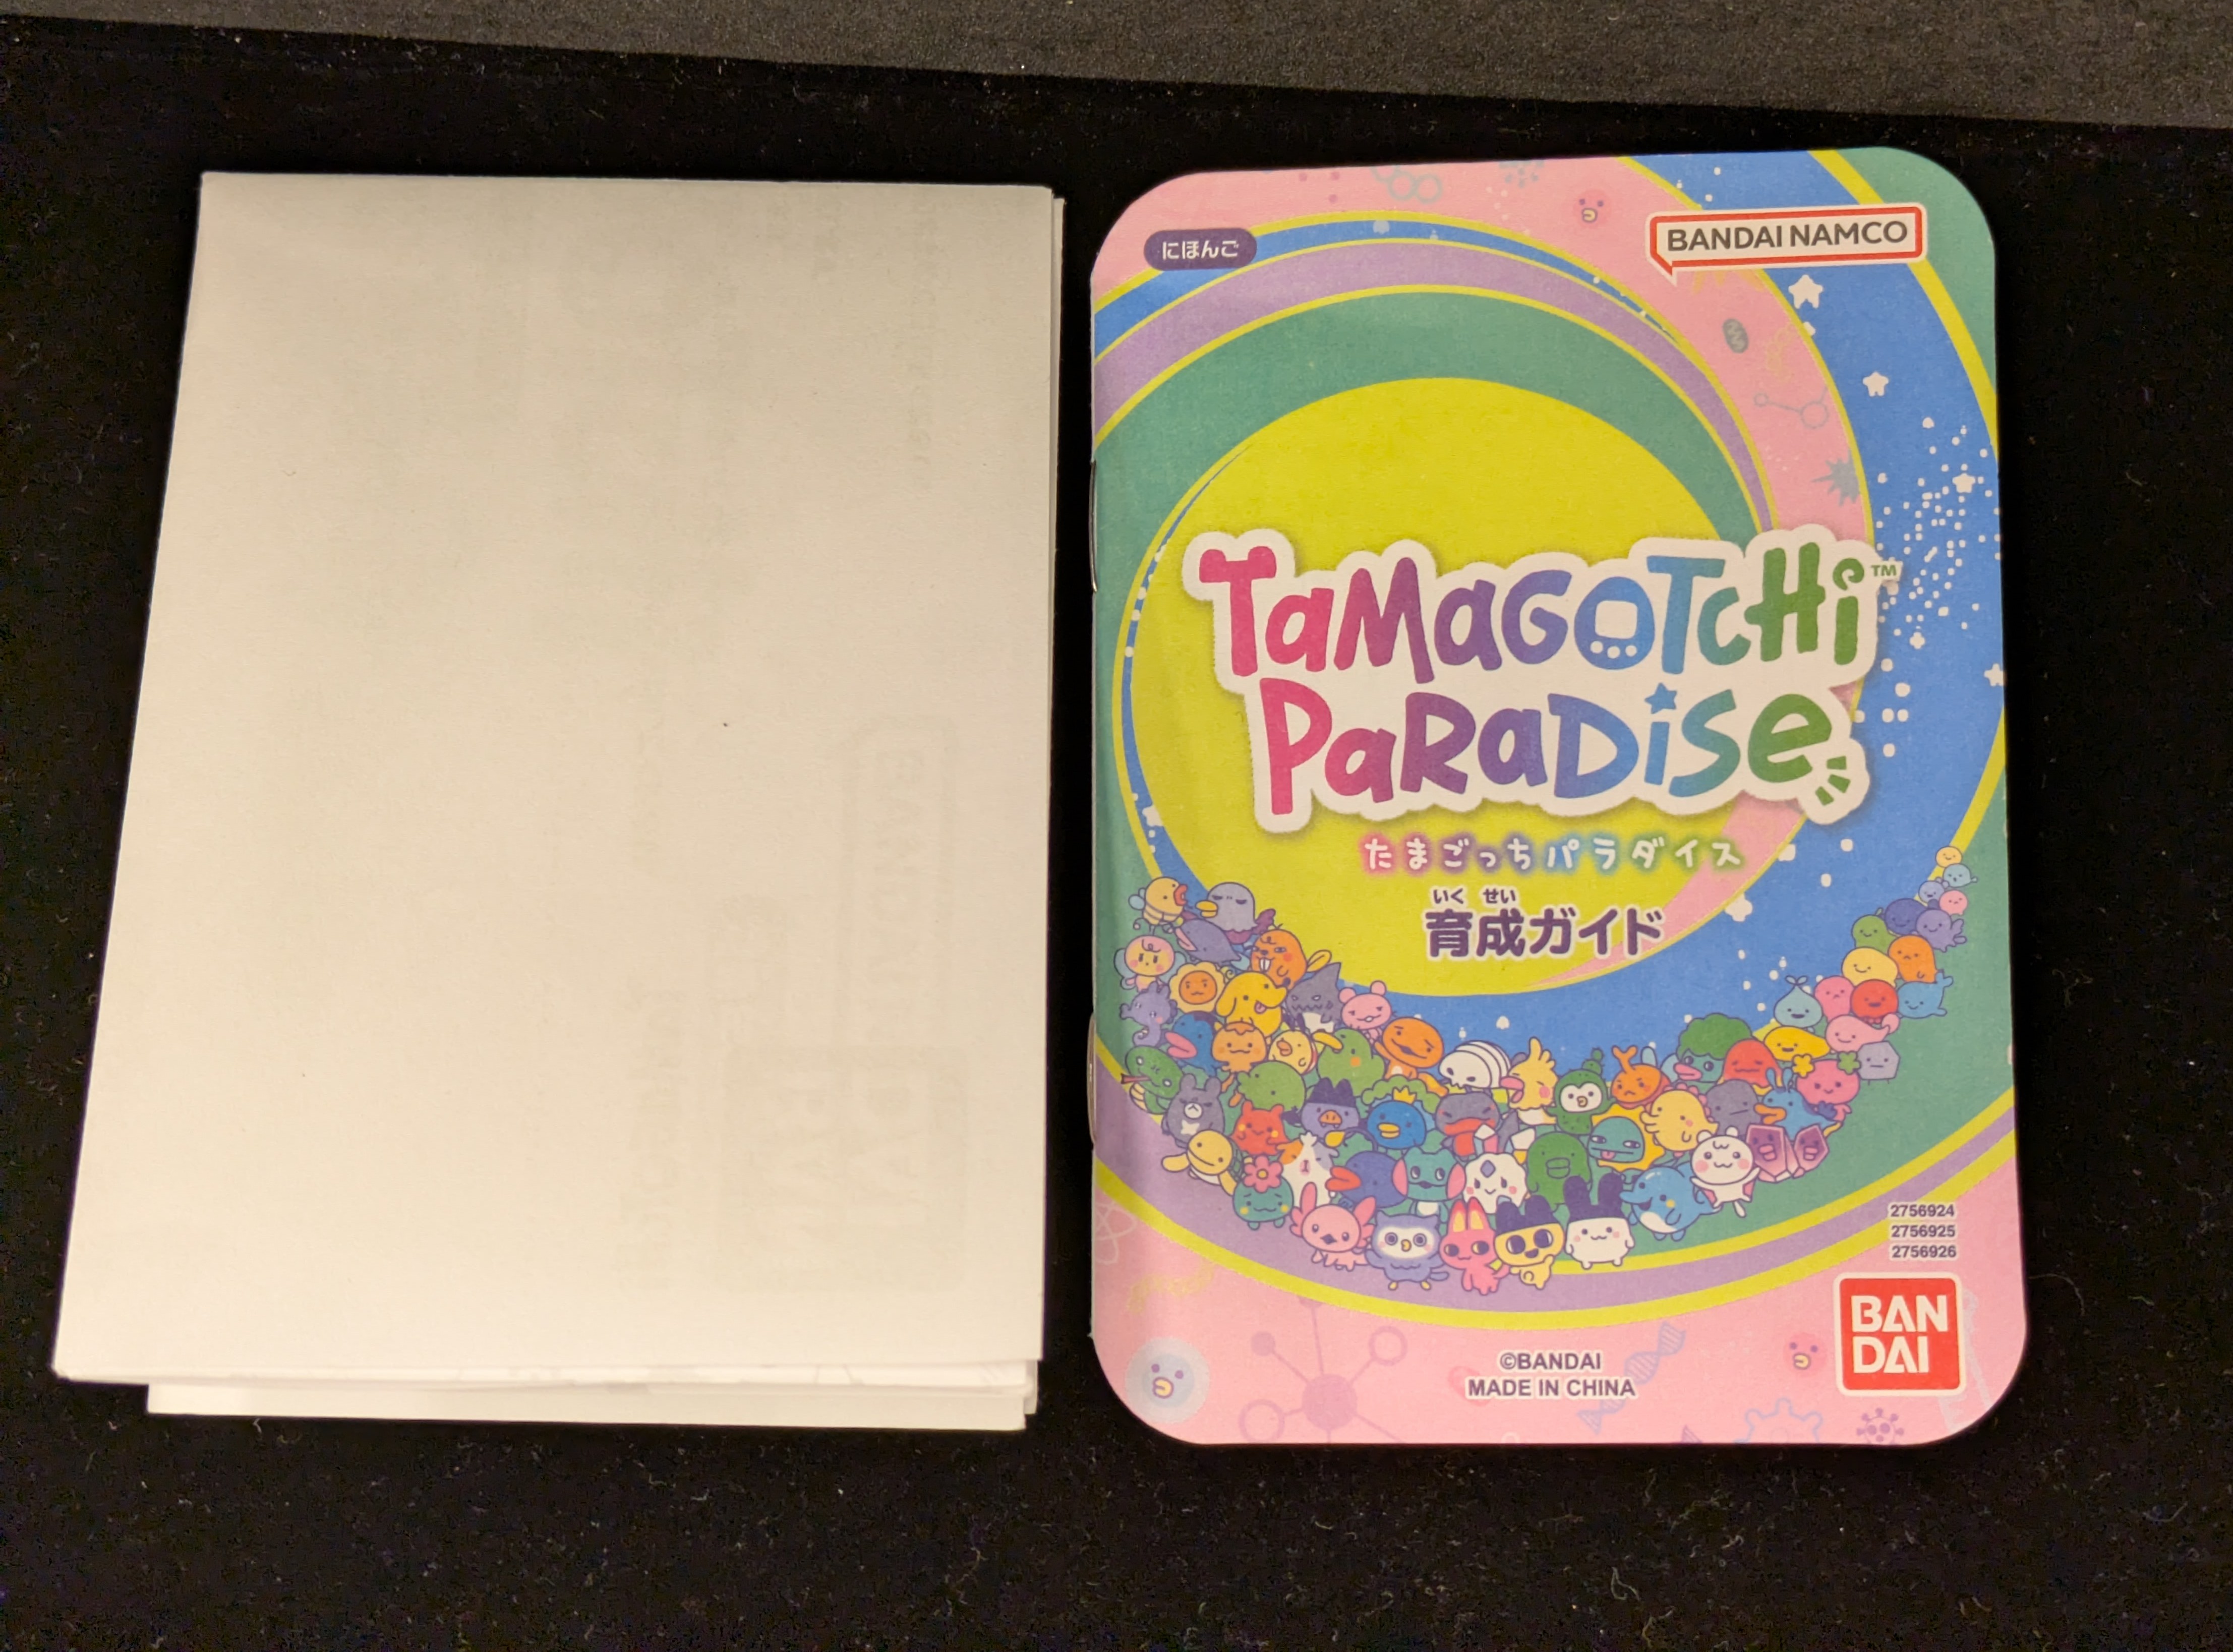 にほんご
BANDAI NAMCO
TAMAGOTCHI™
PARADISE
たまごっちパラダイス
いく せい
育成ガイド
2756924
2756925
2756926
BAN
DAI
©BANDAI
MADE IN CHINA